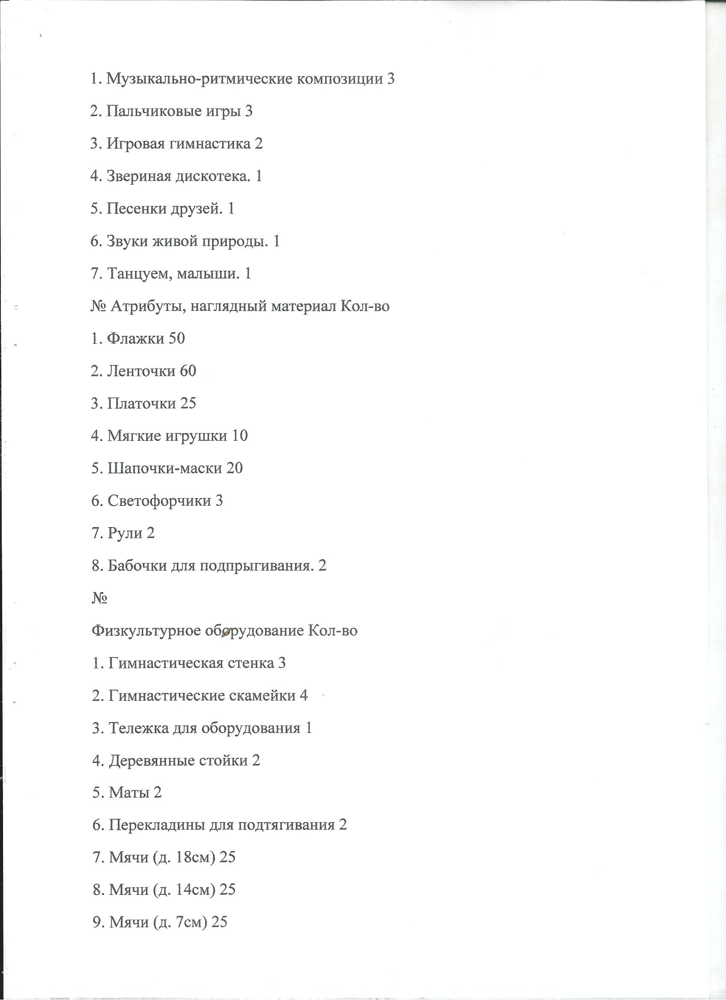 1. Музыкально-ритмические композиции 3
2. Пальчиковые игры 3
3. Игровая гимнастика 2
4. Звериная дискотека. 1
5. Песенки друзей. 1
6. Звуки живой природы. 1
7. Танцуем, малыши. 1
№ Атрибуты, наглядный материал Кол-во
1. Флажки 50
2. Ленточки 60
3. Платочки 25
4. Мягкие игрушки 10
5. Шапочки-маски 20
6. Светофорчики 3
7. Рули 2
8. Бабочки для подпрыгивания. 2
№
Физкультурное оборудование Кол-во
1. Гимнастическая стенка 3
2. Гимнастические скамейки 4
3. Тележка для оборудования 1
4. Деревянные стойки 2
5. Маты 2
6. Перекладины для подтягивания 2
7. Мячи (д. 18см) 25
8. Мячи (д. 14см) 25
9. Мячи (д. 7см) 25